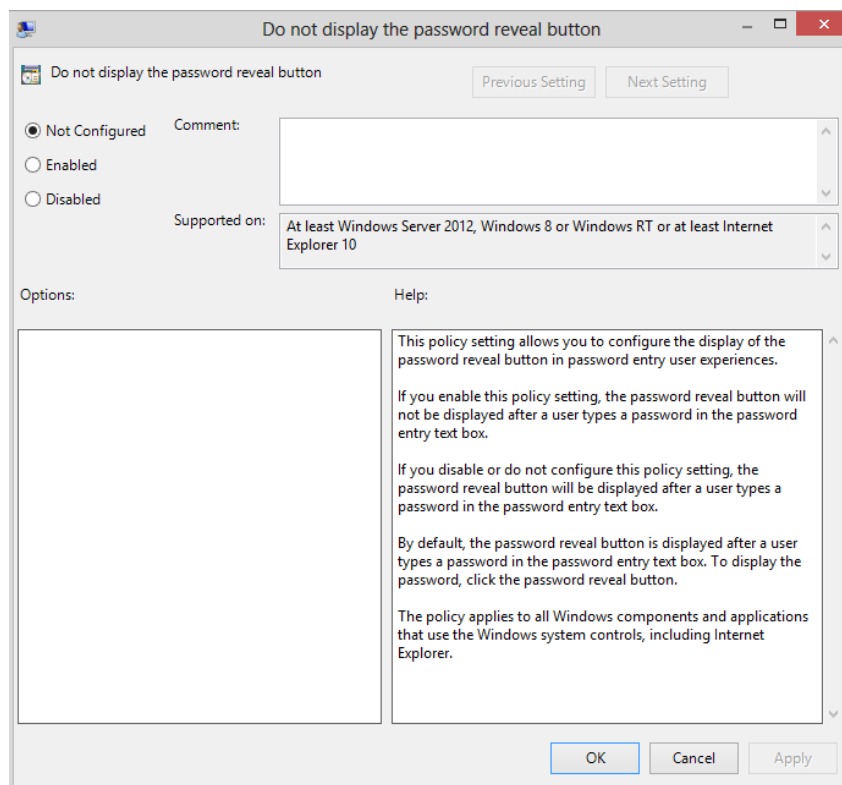 Do not display the password reveal button
Do not display the password reveal button
Previous Setting
Next Setting
Not Configured
Comment:
Enabled
Disabled
Supported on:
At least Windows Server 2012, Windows 8 or Windows RT or at least Internet
Explorer 10
Options:
Help:
This policy setting allows you to configure the display of the
password reveal button in password entry user experiences.
If you enable this policy setting, the password reveal button will
not be displayed after a user types a password in the password
entry text box.
If you disable or do not configure this policy setting, the
password reveal button will be displayed after a user types a
password in the password entry text box.
By default, the password reveal button is displayed after a user
types a password in the password entry text box. To display the
password, click the password reveal button.
The policy applies to all Windows components and applications
that use the Windows system controls, including Internet
Explorer.
OK
Cancel
Apply